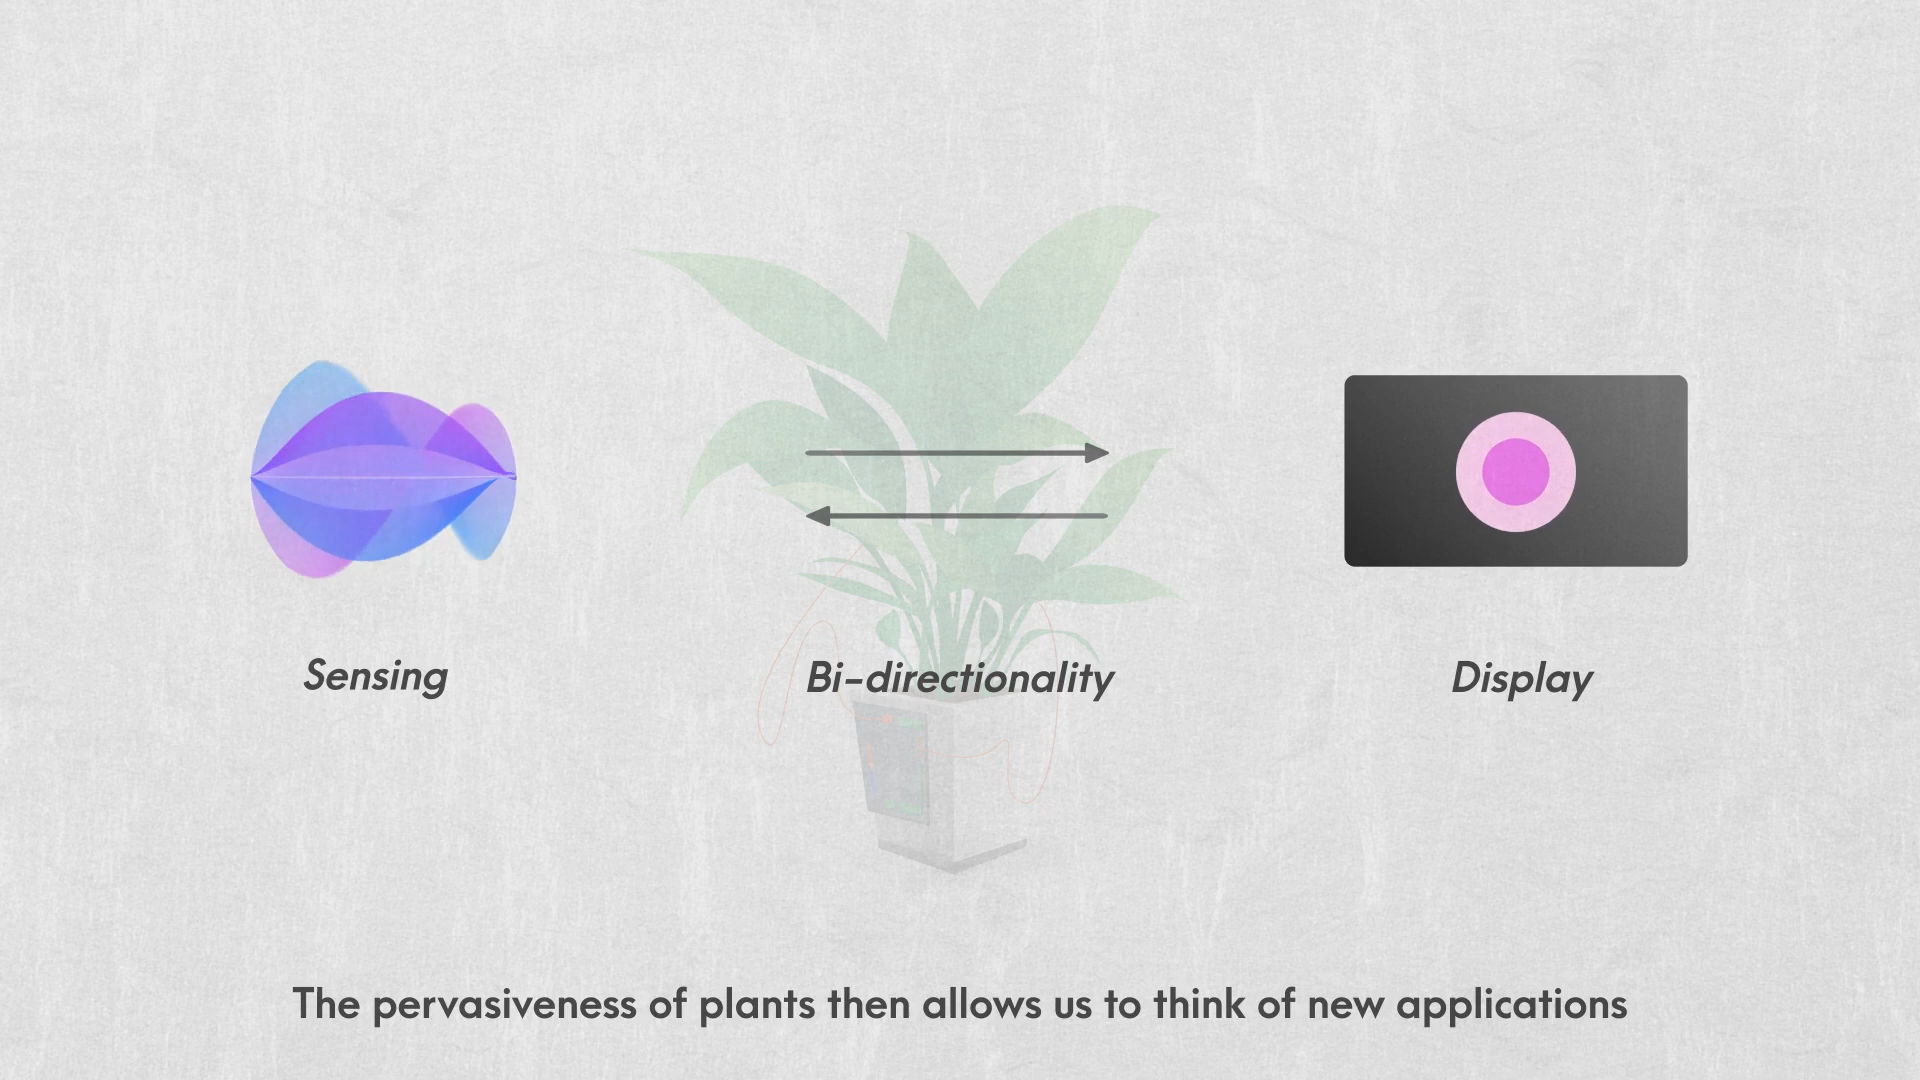 Sensing
Bi-directionality
Display
The pervasiveness of plants then allows us to think of new applications